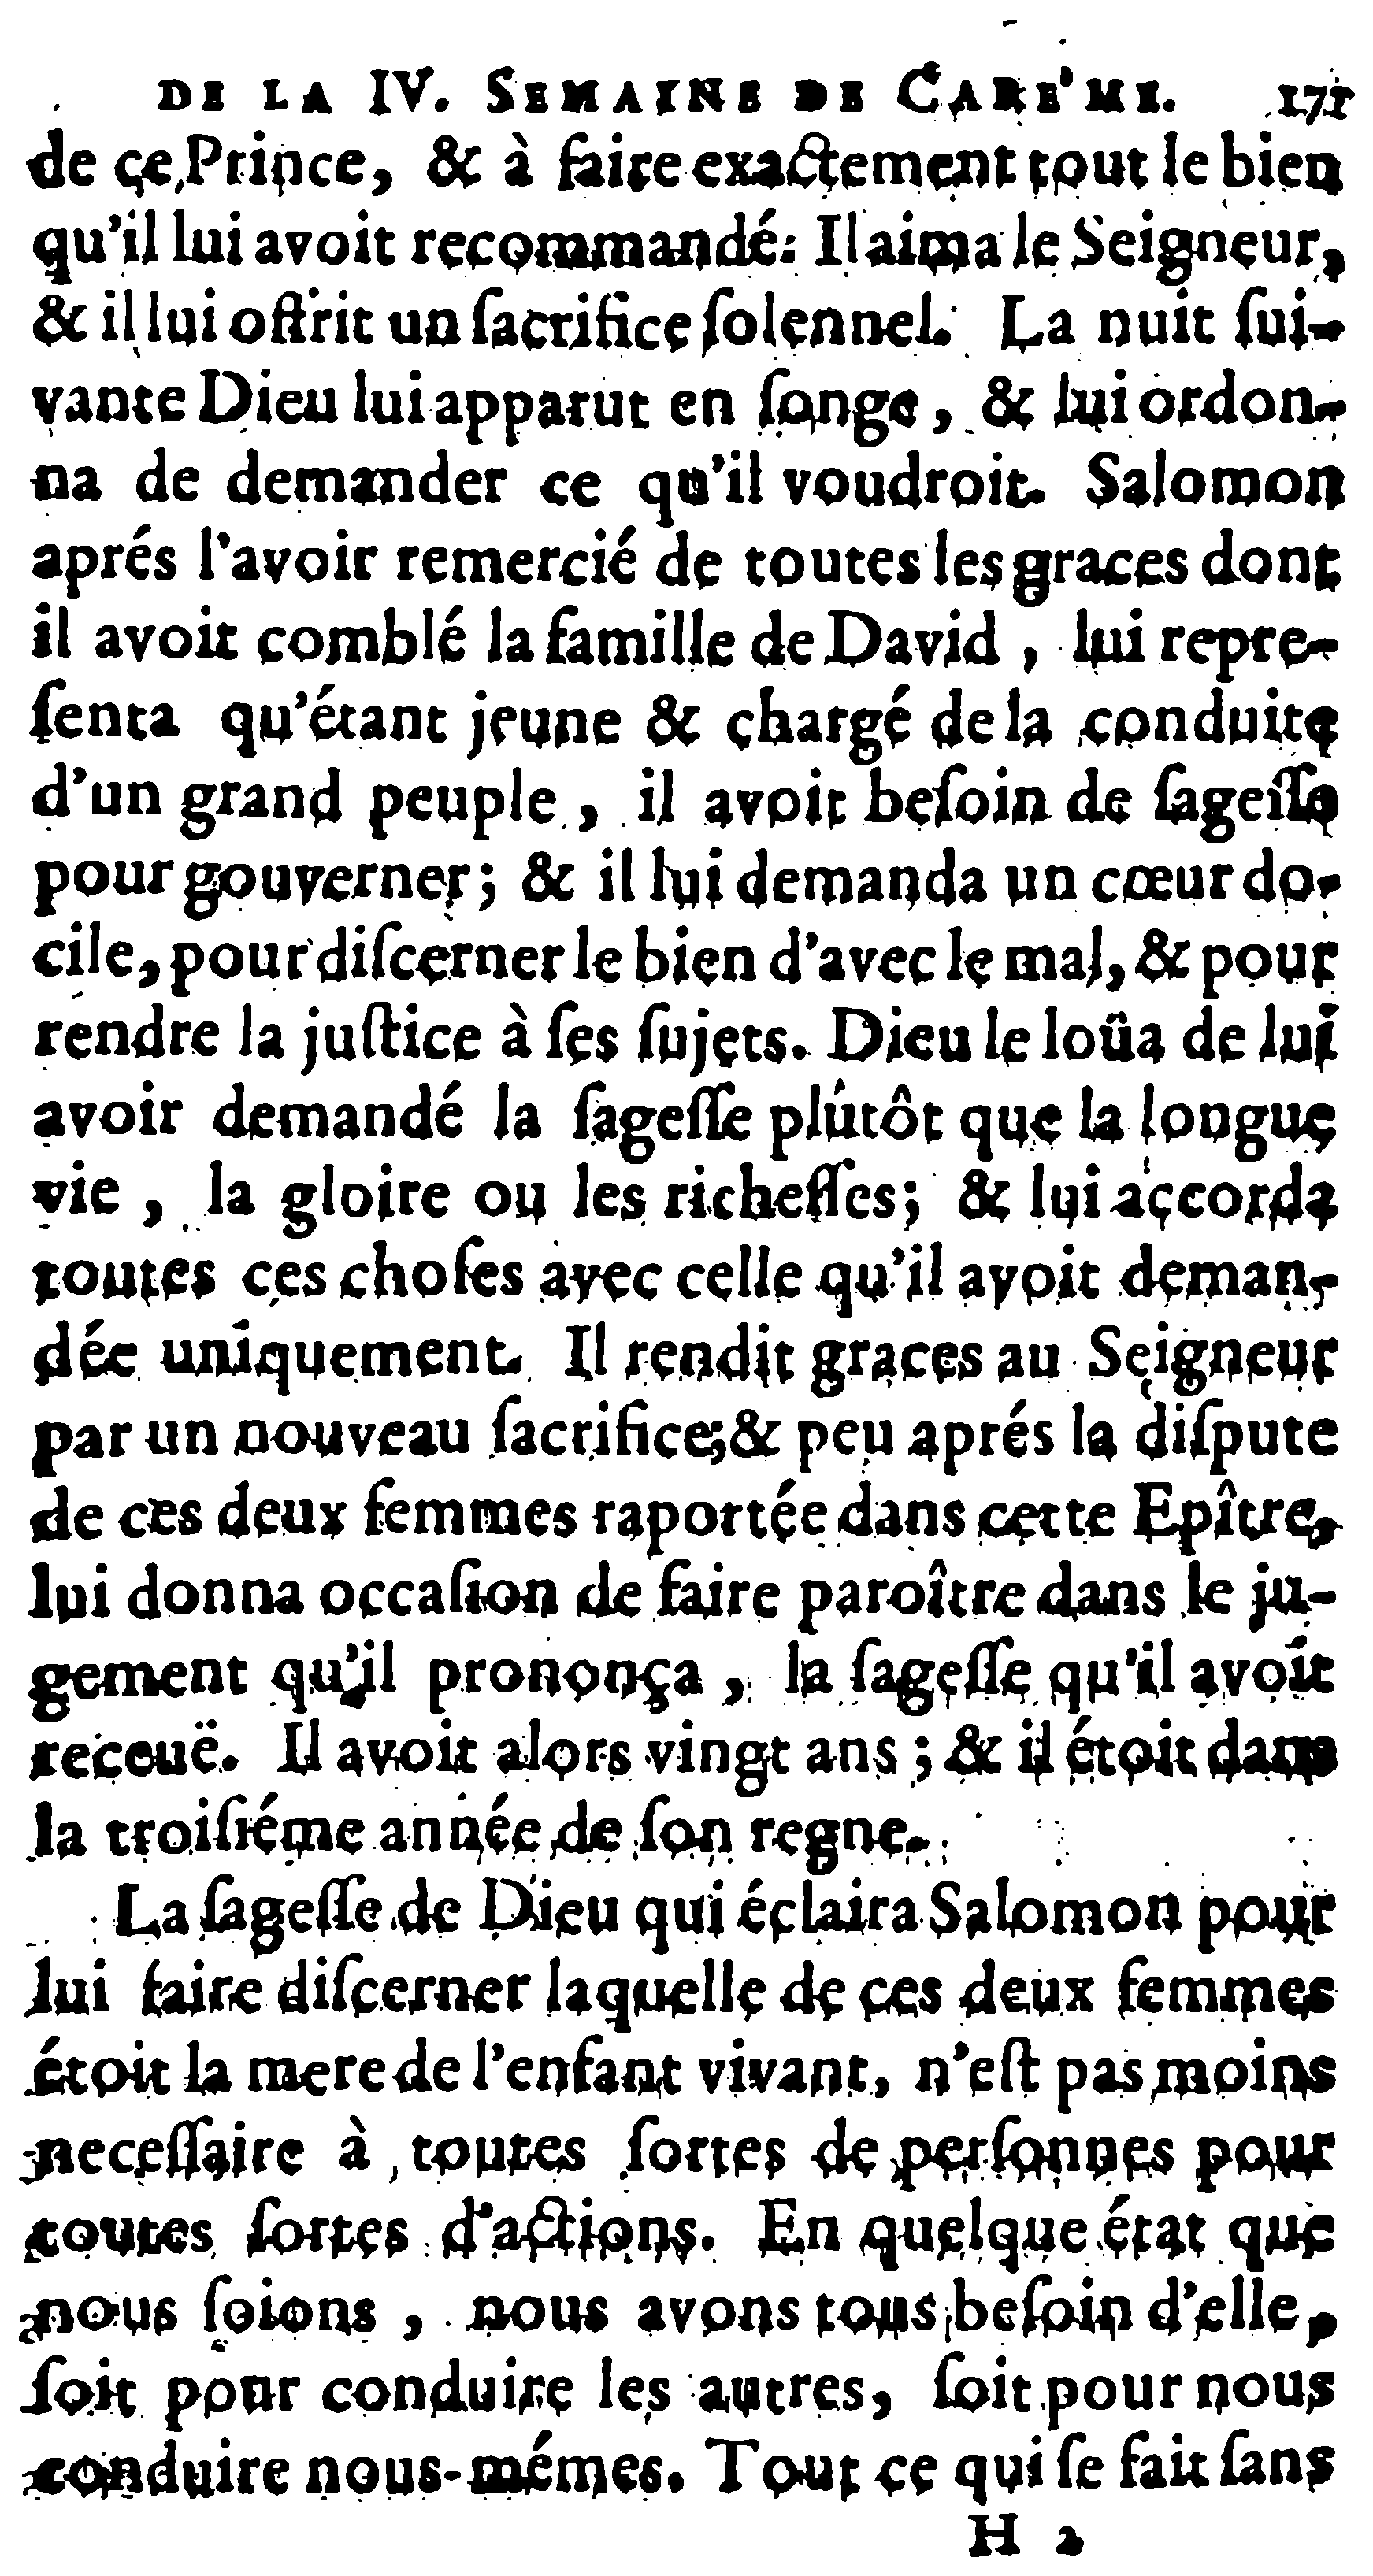 DE LA IV. SEMAINE DE CARE'ME. 171
de ce Prince, & à faire exactement tout le bien
qu'il lui avoit recommandé: Il aima le Seigneur,
& il lui offrit un ſacrifice ſolennel. La nuit ſui-
vante Dieu lui apparut en ſonge, & lui ordon-
na de demander ce qu'il voudroit. Salomon
aprés l'avoir remercié de toutes les graces dont
il avoit comblé la famille de David, lui repre-
ſenta qu'étant jeune & chargé de la conduite
d'un grand peuple, il avoit beſoin de ſageſſe
pour gouverner; & il lui demanda un cœur do-
cile, pour diſcerner le bien d'avec le mal, & pour
rendre la juſtice à ſes ſujets. Dieu le loüa de lui
avoir demandé la ſageſſe plûtôt que la longue
vie, la gloire ou les richeſſes; & lui accorda
toutes ces choſes avec celle qu'il avoit deman-
dée uniquement. Il rendit graces au Seigneur
par un nouveau ſacrifice; & peu aprés la diſpute
de ces deux femmes raportée dans cette Epître,
lui donna occaſion de faire paroître dans le ju-
gement qu'il prononça, la ſageſſe qu'il avoit
receuë. Il avoit alors vingt ans; & il étoit dans
la troiſiéme année de ſon regne.
La ſageſſe de Dieu qui éclaira Salomon pour
lui faire diſcerner laquelle de ces deux femmes
étoit la mere de l'enfant vivant, n'eſt pas moins
neceſſaire à toutes ſortes de perſonnes pour
toutes ſortes d'actions. En quelque état que
nous ſoions, nous avons tous beſoin d'elle,
ſoit pour conduire les autres, ſoit pour nous
conduire nous-mémes. Tout ce qui ſe fait ſans
H 2